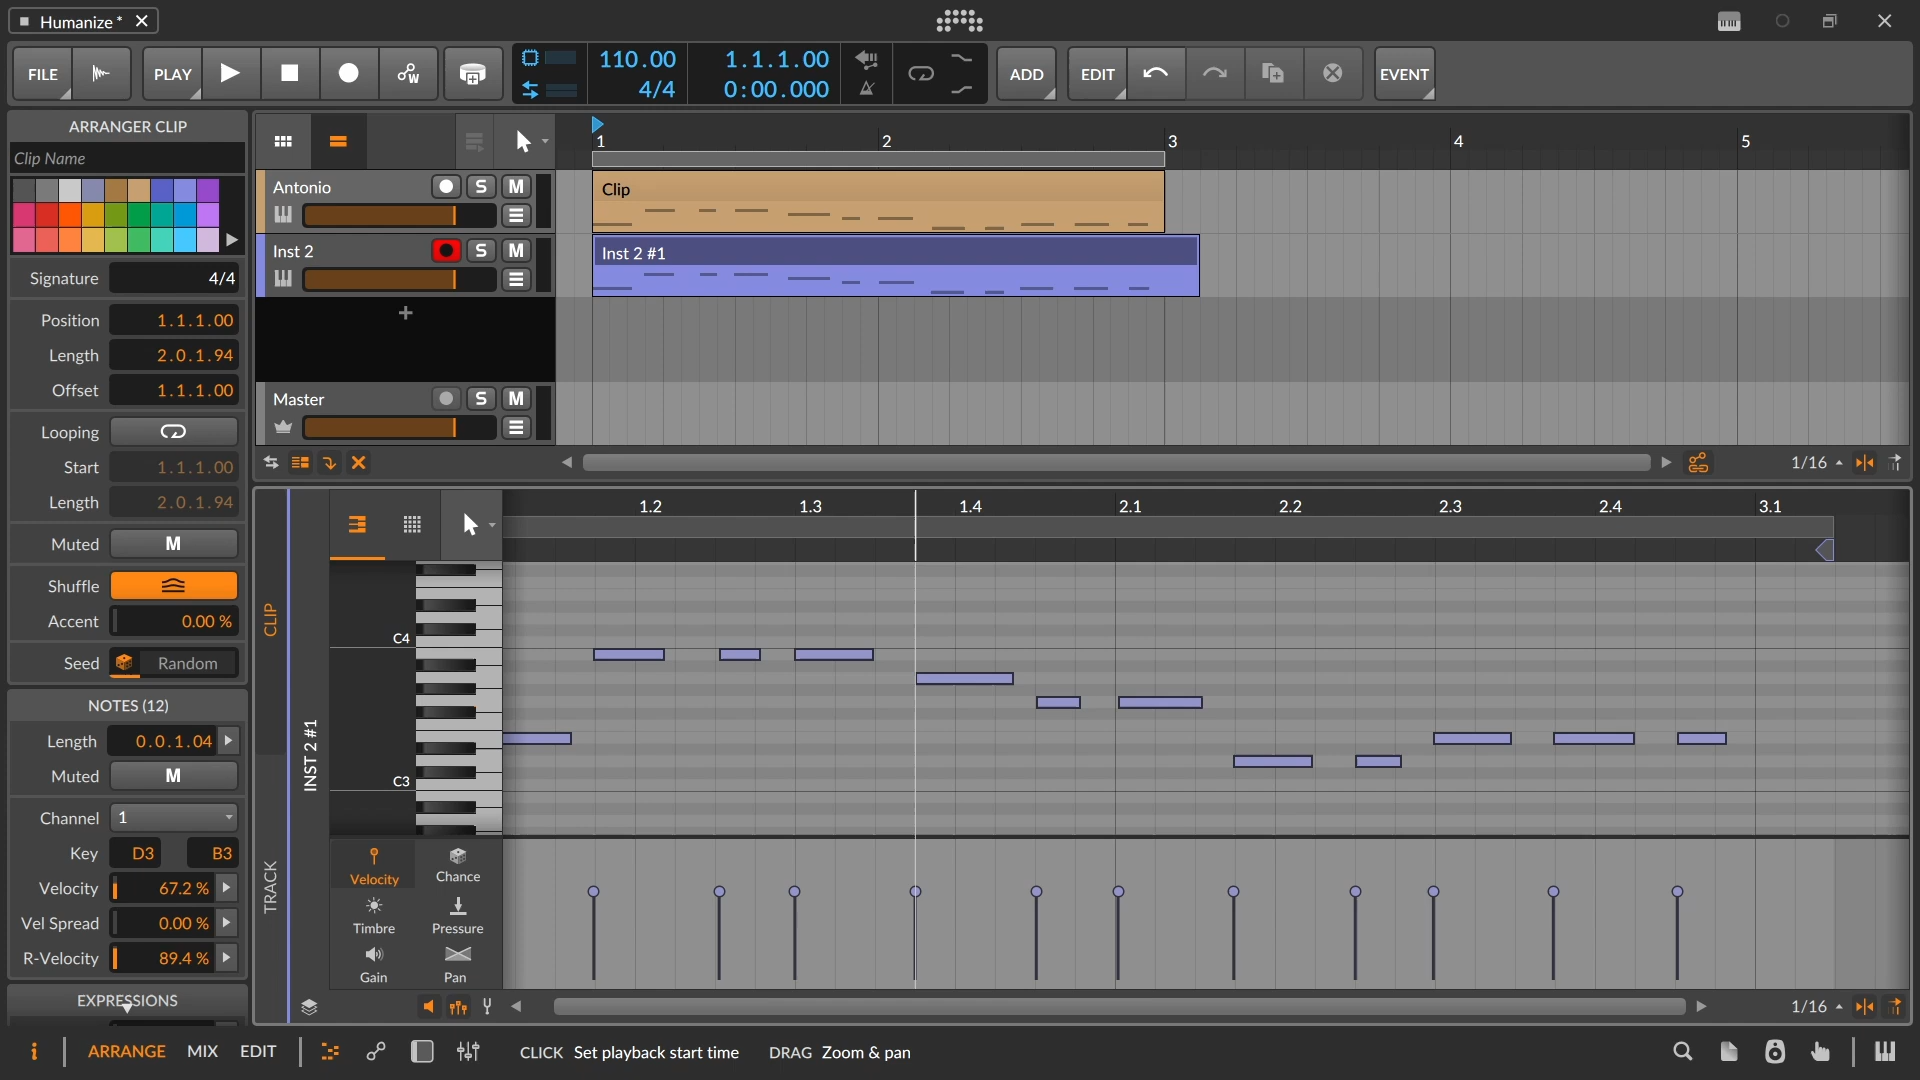 Humanize *
FILE
PLAY
110.00
4/4
1.1.1.00
0:00.000
ADD
EDIT
EVENT
ARRANGER CLIP
Clip Name
Signature 4/4
Position 1.1.1.00
Length 2.0.1.94
Offset 1.1.1.00
Looping
Start 1.1.1.00
Length 2.0.1.94
Muted M
Shuffle
Accent 0.00 %
Seed Random
NOTES (12)
Length 0.0.1.04
Muted M
Channel 1
Key D3 B3
Velocity 67.2 %
Vel Spread 0.00 %
R-Velocity 89.4 %
EXPRESSIONS
1 2 3 4 5
Antonio S M
Clip
Inst 2 S M
Inst 2 #1
+
Master S M
1/16
CLIP
TRACK
INST 2 #1
1.2 1.3 1.4 2.1 2.2 2.3 2.4 3.1
C4
C3
Velocity Chance
Timbre Pressure
Gain Pan
1/16
i ARRANGE MIX EDIT
CLICK Set playback start time DRAG Zoom & pan